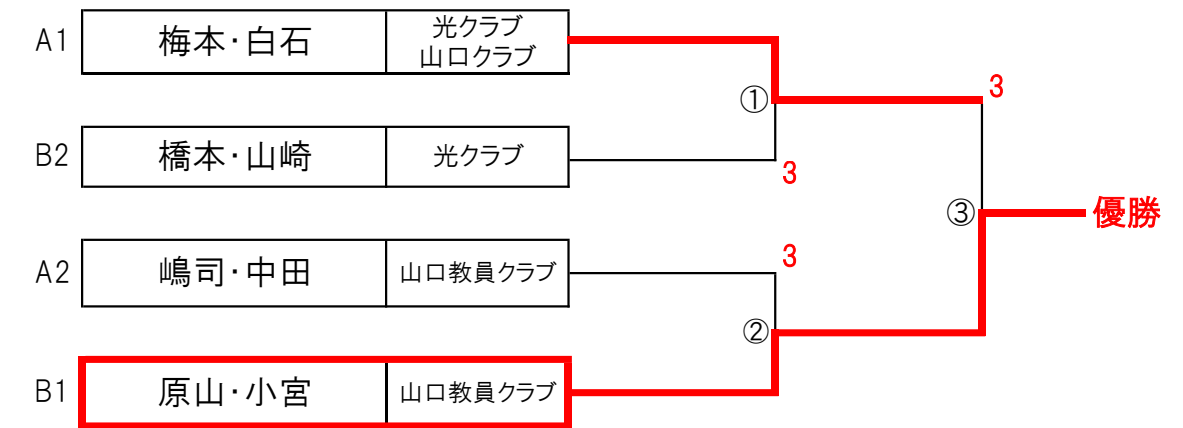 A1 梅本・白石 光クラブ
山口クラブ
① 3
B2 橋本・山崎 光クラブ
3
③ 優勝
A2 嶋司・中田 山口教員クラブ
3
②
B1 原山・小宮 山口教員クラブ